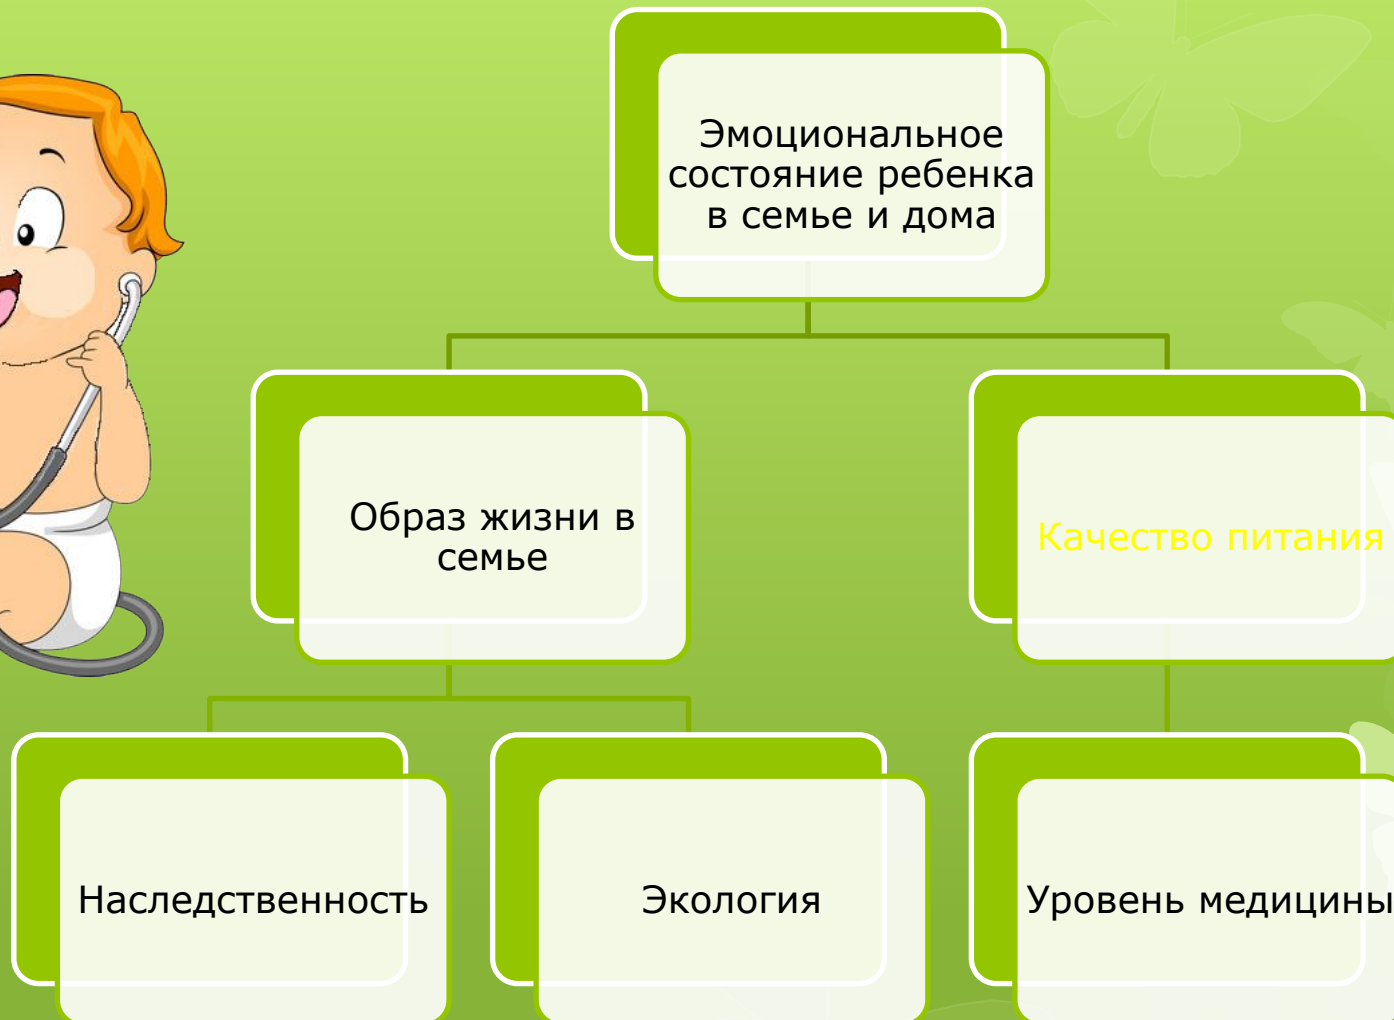 Эмоциональное
состояние ребенка
в семье и дома
Образ жизни в
семье
Качество питания
Наследственность
Экология
Уровень медицины